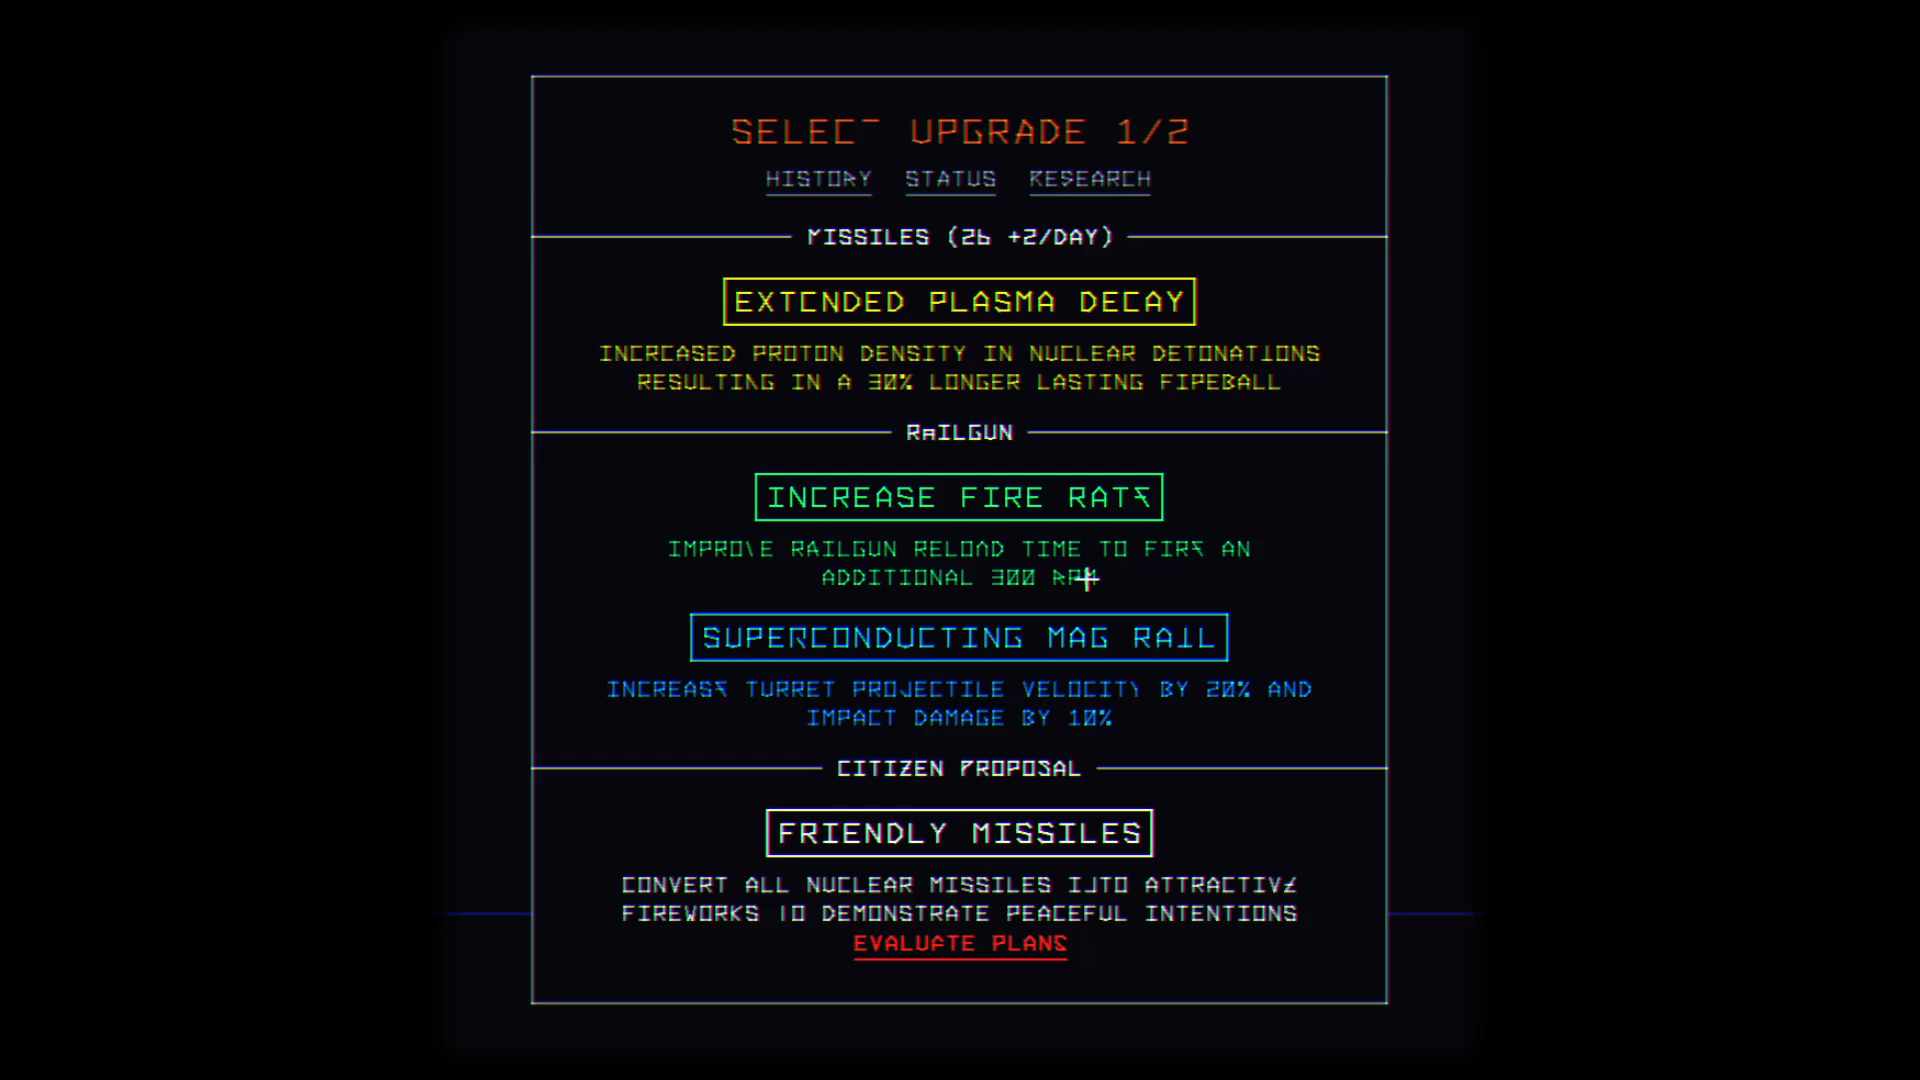 SELECT UPGRADE 1/2
HISTORY STATUS RESEARCH
MISSILES (26 +2/DAY)
EXTENDED PLASMA DECAY
INCREASED PROTON DENSITY IN NUCLEAR DETONATIONS
RESULTING IN A 30% LONGER LASTING FIREBALL
RAILGUN
INCREASE FIRE RATE
IMPROVE RAILGUN RELOAD TIME TO FIRE AN
ADDITIONAL 300 RPM
SUPERCONDUCTING MAG RAIL
INCREASE TURRET PROJECTILE VELOCITY BY 20% AND
IMPACT DAMAGE BY 10%
CITIZEN PROPOSAL
FRIENDLY MISSILES
CONVERT ALL NUCLEAR MISSILES INTO ATTRACTIVE
FIREWORKS TO DEMONSTRATE PEACEFUL INTENTIONS
EVALUATE PLANS